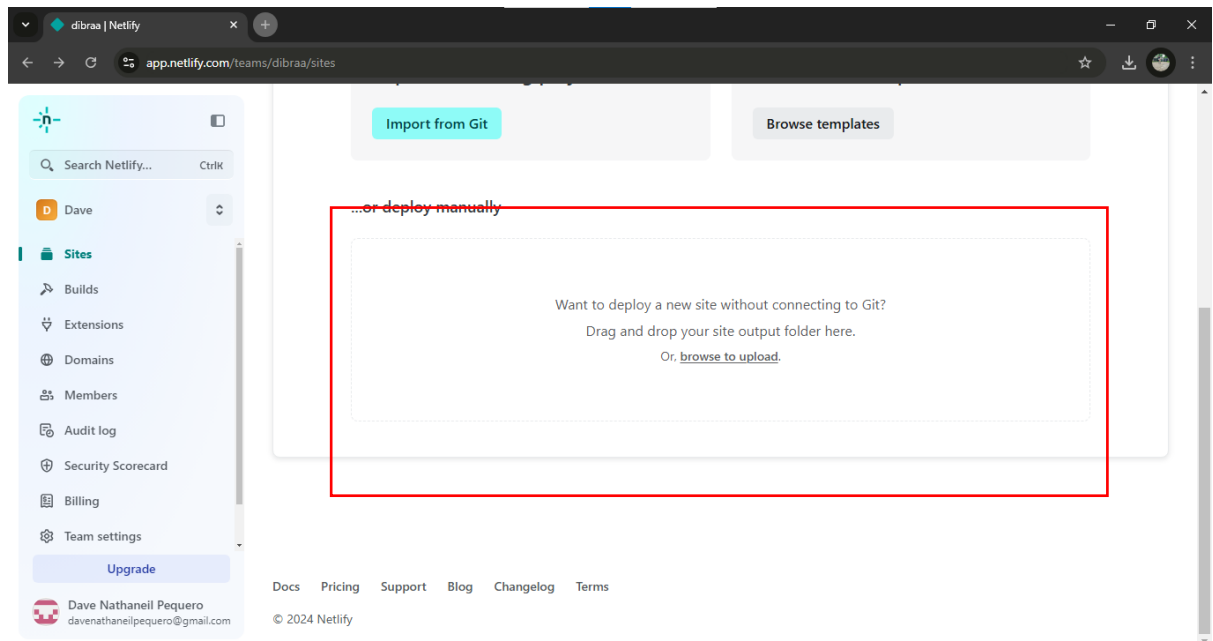 dibraa | Netlify
app.netlify.com/teams/dibraa/sites
Import from Git
Browse templates
Search Netlify...
CtrlK
D
Dave
Sites
Builds
Extensions
Domains
Members
Audit log
Security Scorecard
Billing
Team settings
Upgrade
Dave Nathaneil Pequero
davenathaneilpequero@gmail.com
...or deploy manually
Want to deploy a new site without connecting to Git?
Drag and drop your site output folder here.
Or, browse to upload.
Docs Pricing Support Blog Changelog Terms
© 2024 Netlify